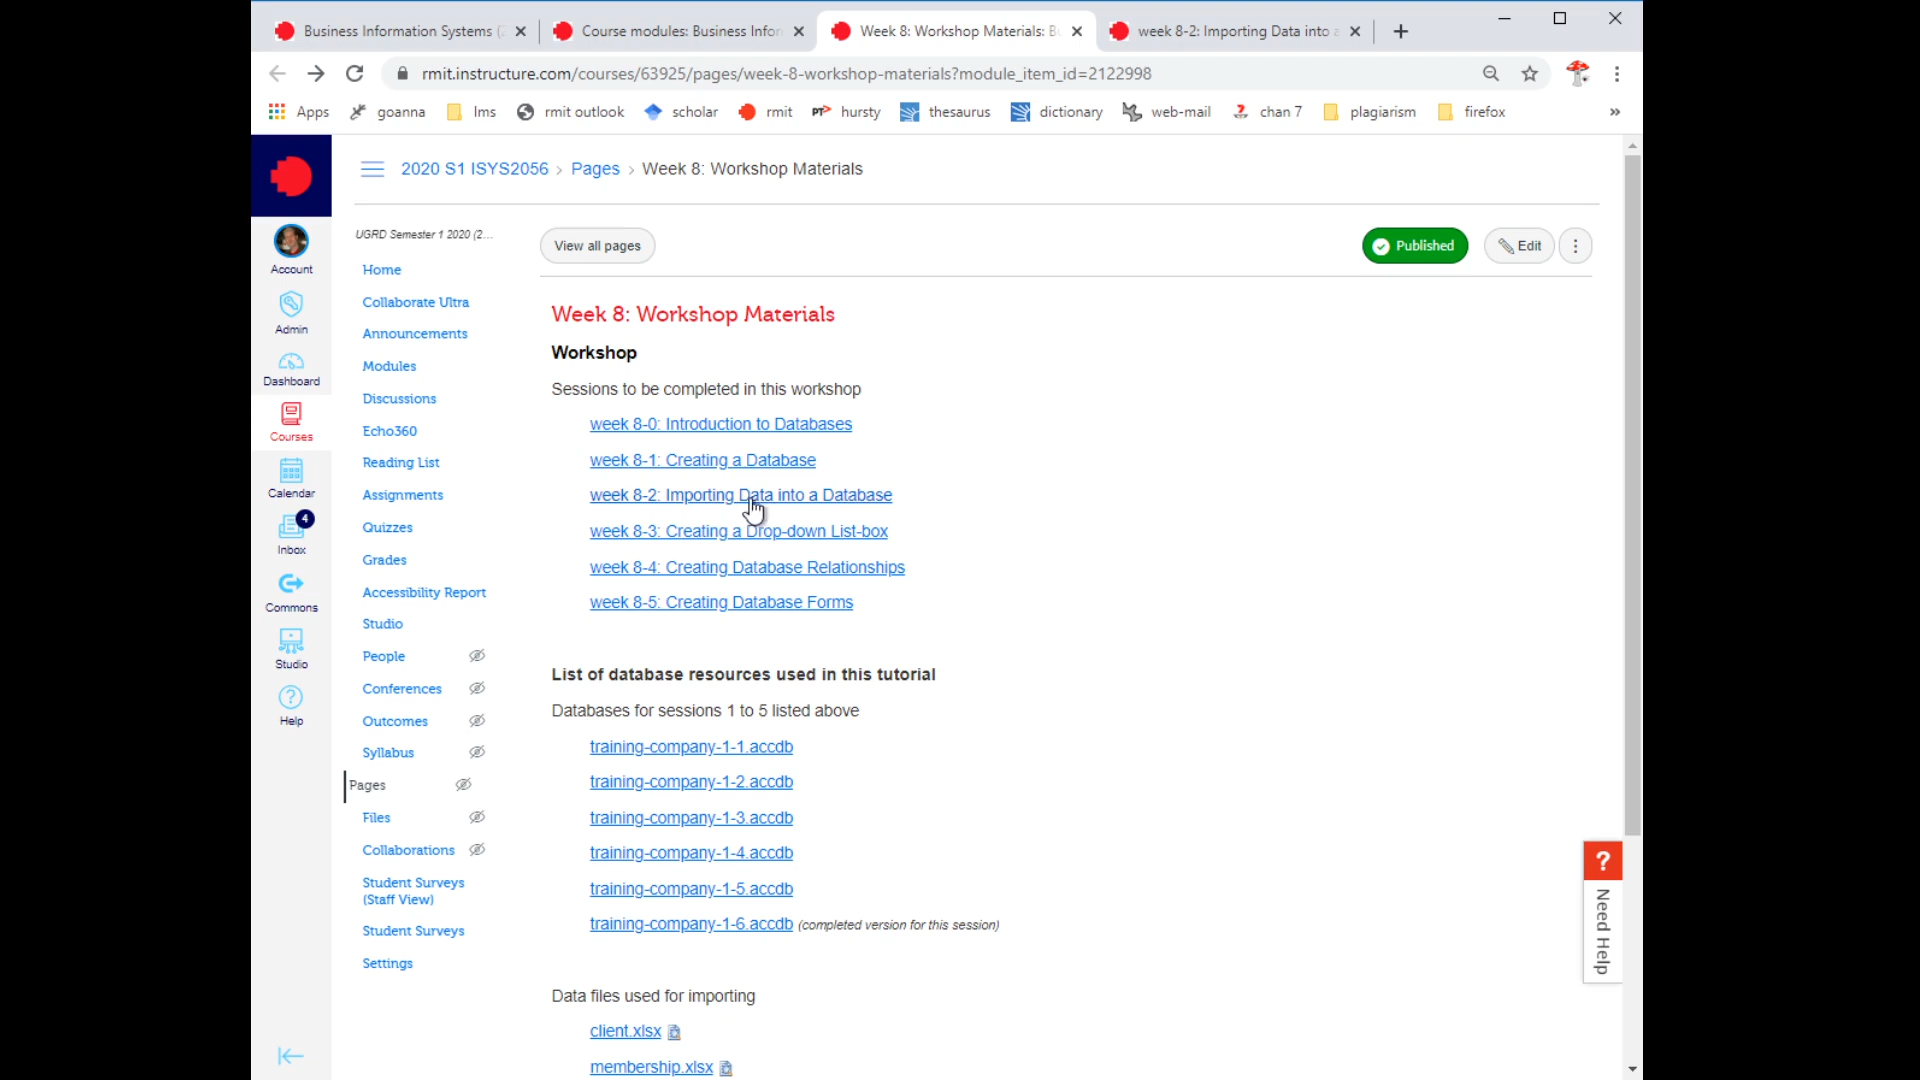 Business Information Systems (2
Course modules: Business Infor
Week 8: Workshop Materials: B
week 8-2: Importing Data into a
rmit.instructure.com/courses/63925/pages/week-8-workshop-materials?module_item_id=2122998
Apps
goanna
lms
rmit outlook
scholar
rmit
hursty
thesaurus
dictionary
web-mail
chan 7
plagiarism
firefox
»
2020 S1 ISYS2056 › Pages › Week 8: Workshop Materials
UGRD Semester 1 2020 (2...
View all pages
Published
Edit
Account
Admin
Dashboard
Courses
Calendar
4
Inbox
Commons
Studio
Help
Home
Collaborate Ultra
Announcements
Modules
Discussions
Echo360
Reading List
Assignments
Quizzes
Grades
Accessibility Report
Studio
People
Conferences
Outcomes
Syllabus
Pages
Files
Collaborations
Student Surveys
(Staff View)
Student Surveys
Settings
Week 8: Workshop Materials
Workshop
Sessions to be completed in this workshop
week 8-0: Introduction to Databases
week 8-1: Creating a Database
week 8-2: Importing Data into a Database
week 8-3: Creating a Drop-down List-box
week 8-4: Creating Database Relationships
week 8-5: Creating Database Forms
List of database resources used in this tutorial
Databases for sessions 1 to 5 listed above
training-company-1-1.accdb
training-company-1-2.accdb
training-company-1-3.accdb
training-company-1-4.accdb
training-company-1-5.accdb
training-company-1-6.accdb (completed version for this session)
Data files used for importing
client.xlsx
membership.xlsx
?
Need Help